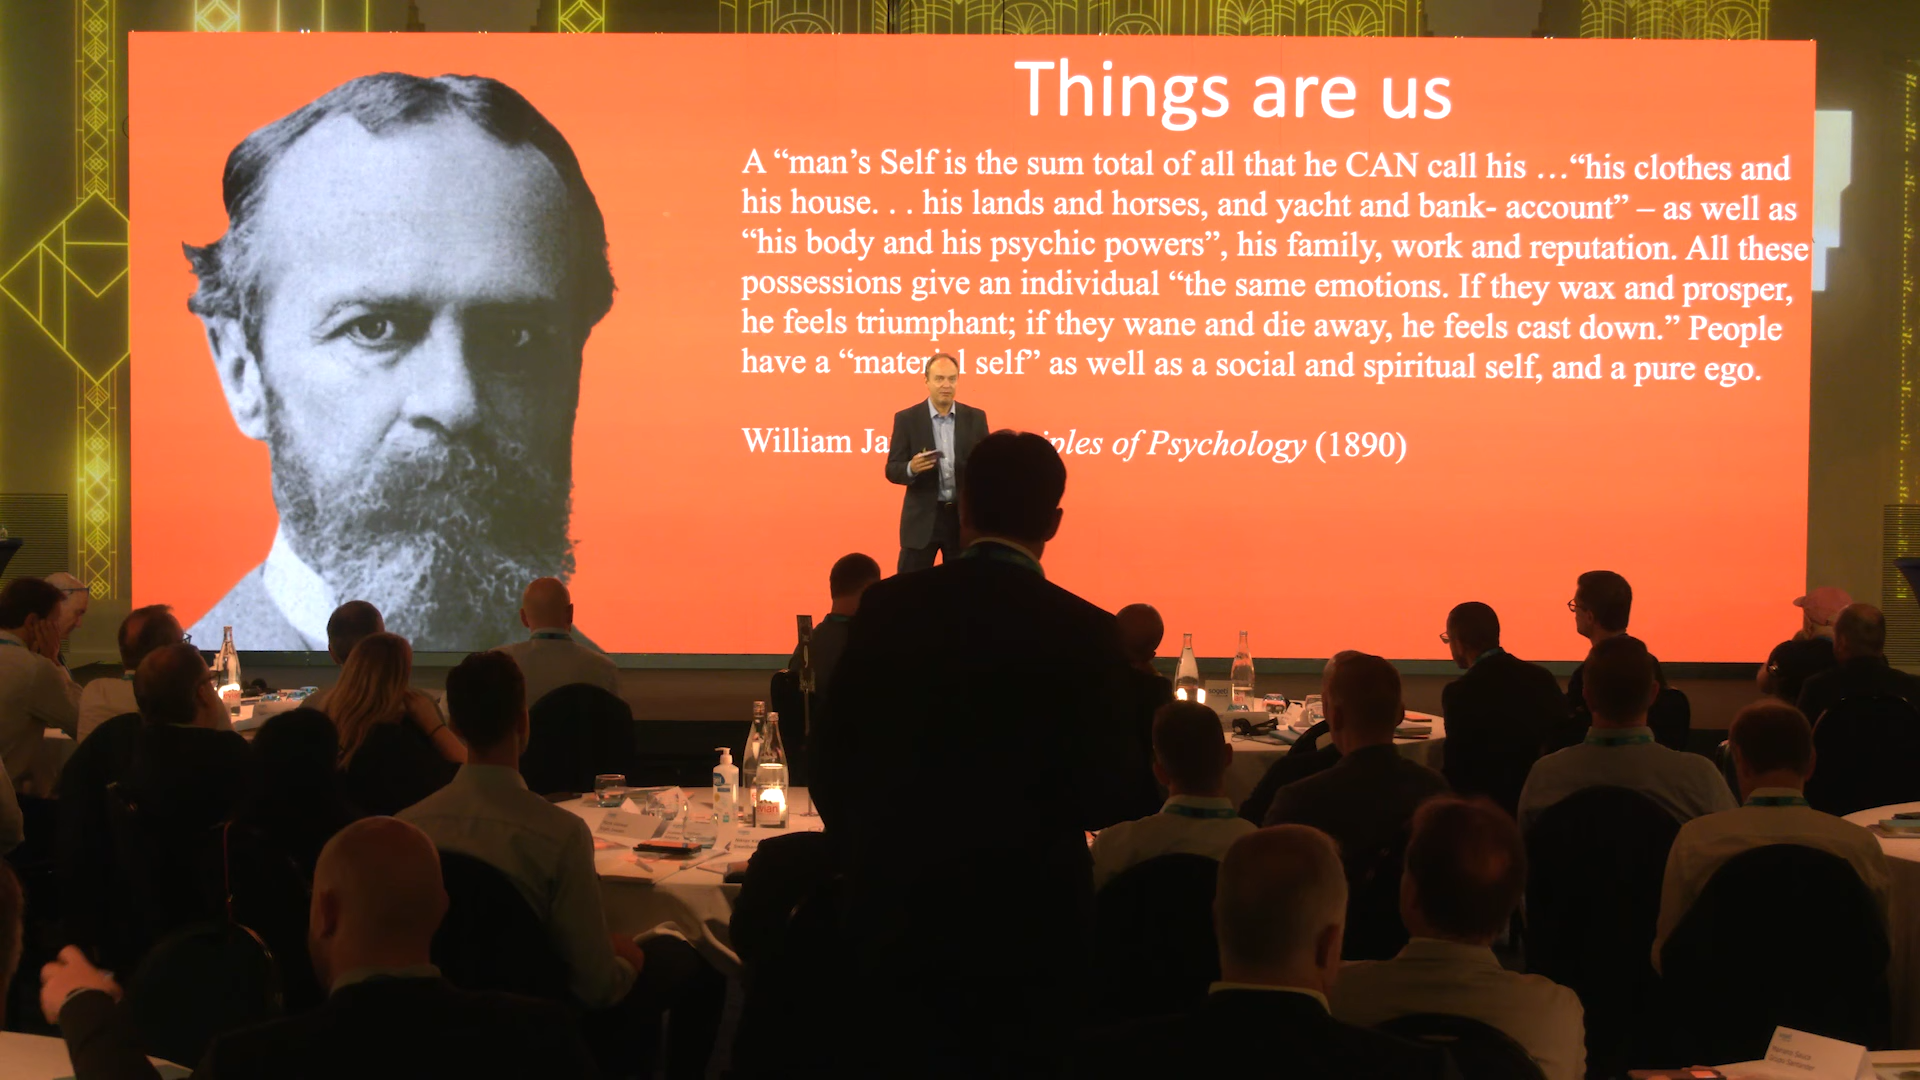 Things are us
A “man’s Self is the sum total of all that he CAN call his …“his clothes and
his house. . . his lands and horses, and yacht and bank- account” – as well as
“his body and his psychic powers”, his family, work and reputation. All these
possessions give an individual “the same emotions. If they wax and prosper,
he feels triumphant; if they wane and die away, he feels cast down.” People
have a “mater l self” as well as a social and spiritual self, and a pure ego.
William Ja iples of Psychology (1890)
sogeti